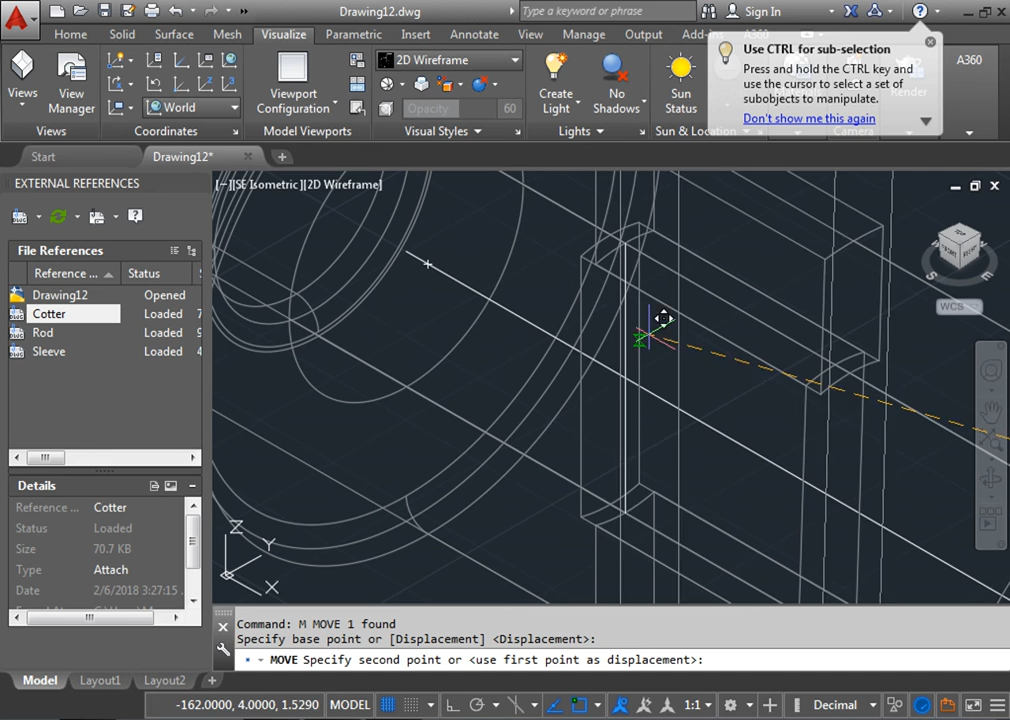 Drawing12.dwg
Type a keyword or phrase
Sign In
Home Solid Surface Mesh Visualize Parametric Insert Annotate View Manage Output Add-ins A360
Use CTRL for sub-selection
Press and hold the CTRL key and
use the cursor to select a set of
subobjects to manipulate.
Don't show me this again
Views
View
Manager
World
Viewport
Configuration
2D Wireframe
Opacity 60
Create
Light
No
Shadows
Sun
Status
A360
Views
Coordinates
Model Viewports
Visual Styles
Lights
Sun & Location
Start
Drawing12*
EXTERNAL REFERENCES
[−][SE Isometric][2D Wireframe]
File References
Reference ... Status
Drawing12 Opened
Cotter Loaded 7
Rod Loaded 9
Sleeve Loaded 4
TOP
W
S
E
WCS
Details
Reference ... Cotter
Status Loaded
Size 70.7 KB
Type Attach
Date 2/6/2018 3:27:15
Z
Y
X
Command: M MOVE 1 found
Specify base point or [Displacement] <Displacement>:
MOVE Specify second point or <use first point as displacement>:
Model Layout1 Layout2
-162.0000, 4.0000, 1.5290 MODEL 1:1 Decimal